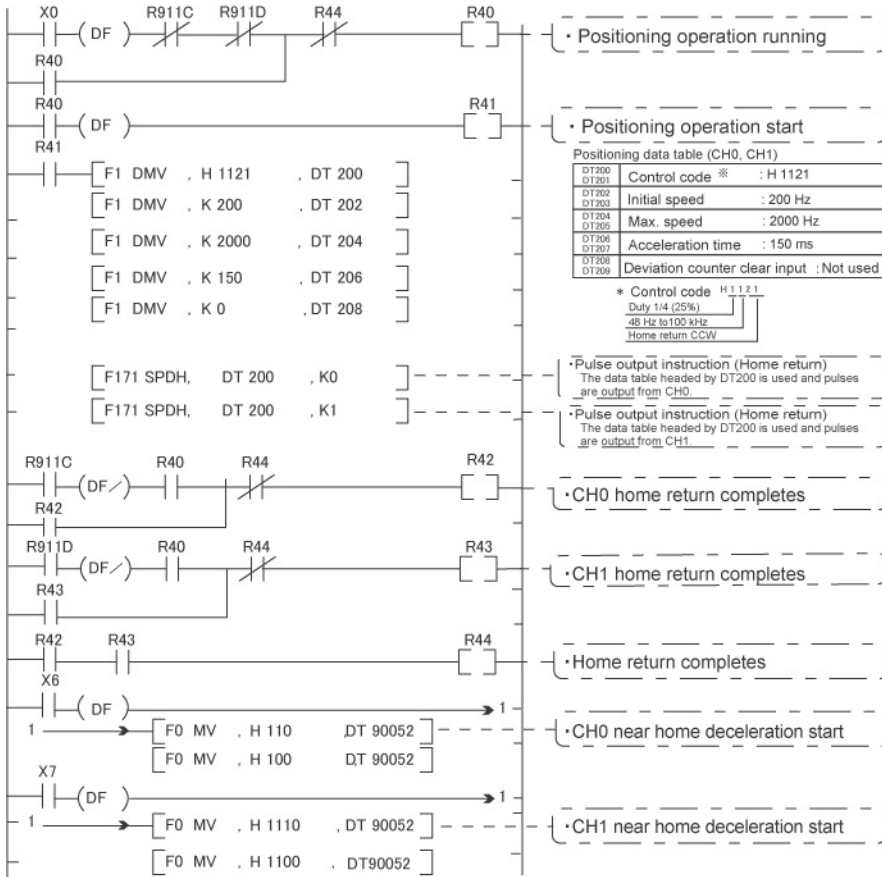 X0 R911C R911D R44 R40
( DF )
· Positioning operation running
R40
R40 R41
( DF )
· Positioning operation start
R41
Positioning data table (CH0, CH1)
F1 DMV , H 1121 , DT 200
DT200
DT201 Control code ※ : H 1121
F1 DMV , K 200 , DT 202
DT202
DT203 Initial speed : 200 Hz
F1 DMV , K 2000 , DT 204
DT204
DT205 Max. speed : 2000 Hz
F1 DMV , K 150 , DT 206
DT206
DT207 Acceleration time : 150 ms
F1 DMV , K 0 , DT 208
DT208
DT209 Deviation counter clear input : Not used
* Control code H 1 1 2 1
Duty 1/4 (25%)
48 Hz to100 kHz
Home return CCW
F171 SPDH, DT 200 , K0
·Pulse output instruction (Home return)
The data table headed by DT200 is used and pulses
are output from CH0.
F171 SPDH, DT 200 , K1
·Pulse output instruction (Home return)
The data table headed by DT200 is used and pulses
are output from CH1.
R911C R40 R44 R42
(DF/)
·CH0 home return completes
R42
R911D R40 R44 R43
(DF/)
·CH1 home return completes
R43
R42 R43 R44
·Home return completes
X6
( DF ) 1
1 F0 MV , H 110 ,DT 90052
·CH0 near home deceleration start
F0 MV , H 100 D,T 90052
X7
(DF ) 1
1 F0 MV , H 1110 , DT 90052
·CH1 near home deceleration start
F0 MV , H 1100 , DT90052